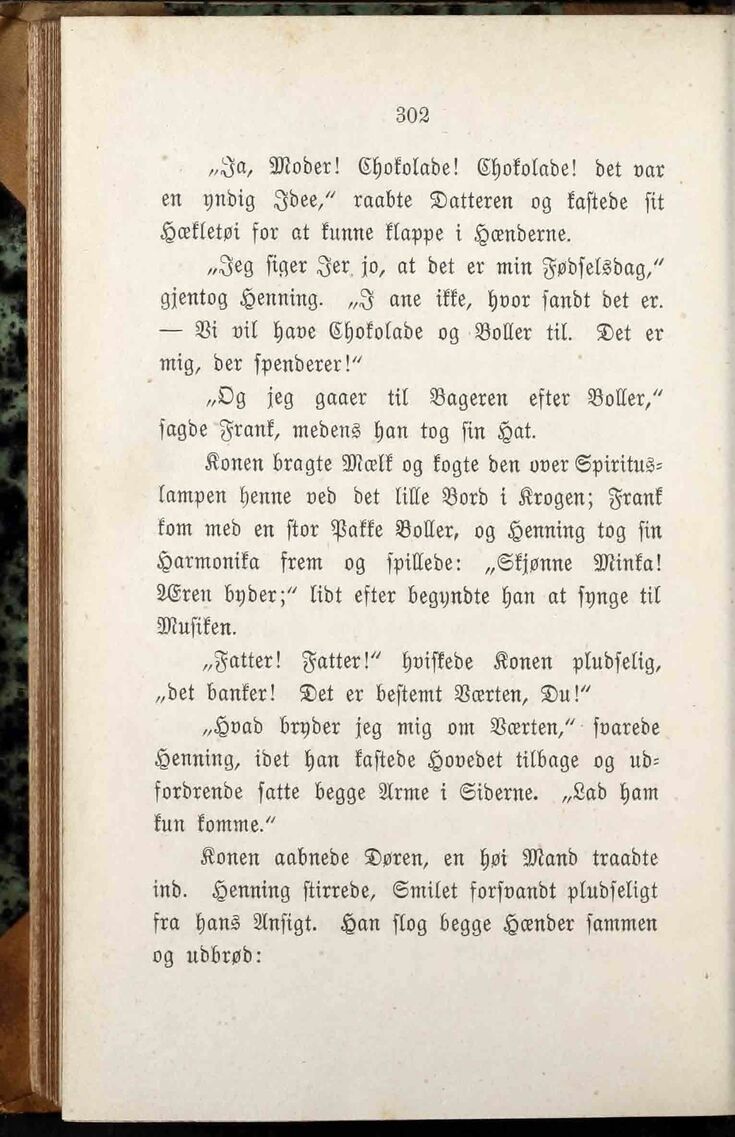 302
„Ja, Moder! Chokolade! Chokolade! det var
en yndig Idee,“ raabte Datteren og kastede sit
Hækletøi for at kunne klappe i Hænderne.
„Jeg siger Jer jo, at det er min Fødselsdag,“
gjentog Henning. „I ane ikke, hvor sandt det er.
— Vi vil have Chokolade og Boller til. Det er
mig, der spenderer!“
„Og jeg gaaer til Bageren efter Boller,“
sagde Frank, medens han tog sin Hat.
Konen bragte Mælk og kogte den over Spiritus-
lampen henne ved det lille Bord i Krogen; Frank
kom med en stor Pakke Boller, og Henning tog sin
Harmonika frem og spillede: „Skjønne Minka!
Æren byder;“ lidt efter begyndte han at synge til
Musiken.
„Fatter! Fatter!“ hviskede Konen pludselig,
„det banker! Det er bestemt Værten, Du!“
„Hvad bryder jeg mig om Værten,“ svarede
Henning, idet han kastede Hovedet tilbage og ud-
fordrende satte begge Arme i Siderne. „Lad ham
kun komme.“
Konen aabnede Døren, en høi Mand traadte
ind. Henning stirrede, Smilet forsvandt pludseligt
fra hans Ansigt. Han slog begge Hænder sammen
og udbrød: